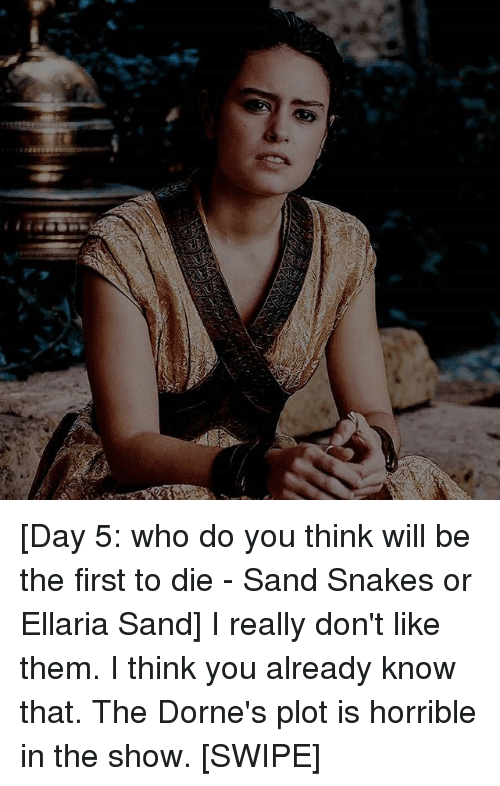 [Day 5: who do you think will be
the first to die - Sand Snakes or
Ellaria Sand] I really don't like
them. I think you already know
that. The Dorne's plot is horrible
in the show. [SWIPE]